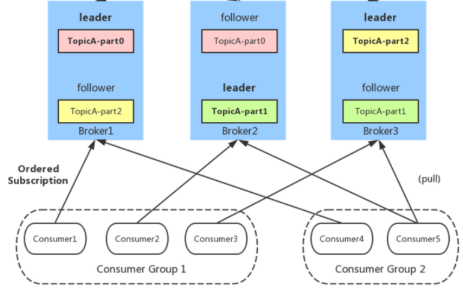 leader
TopicA-part0
follower
TopicA-part2
Broker1
follower
TopicA-part0
leader
TopicA-part1
Broker2
leader
TopicA-part2
follower
TopicA-part1
Broker3
Ordered
Subscription
(pull)
Consumer1
Consumer2
Consumer3
Consumer Group 1
Consumer4
Consumer5
Consumer Group 2